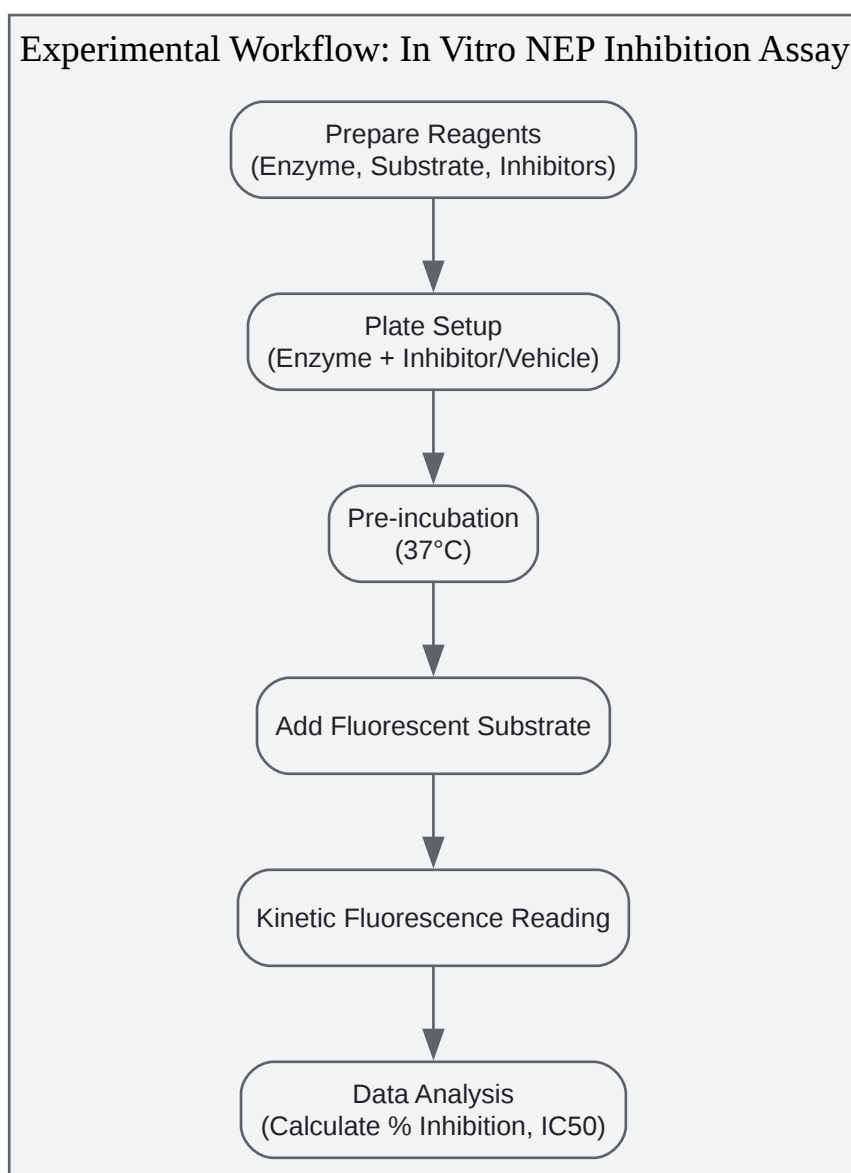 Experimental Workflow: In Vitro NEP Inhibition Assay
Prepare Reagents
(Enzyme, Substrate, Inhibitors)
Plate Setup
(Enzyme + Inhibitor/Vehicle)
Pre-incubation
(37°C)
Add Fluorescent Substrate
Kinetic Fluorescence Reading
Data Analysis
(Calculate % Inhibition, IC50)